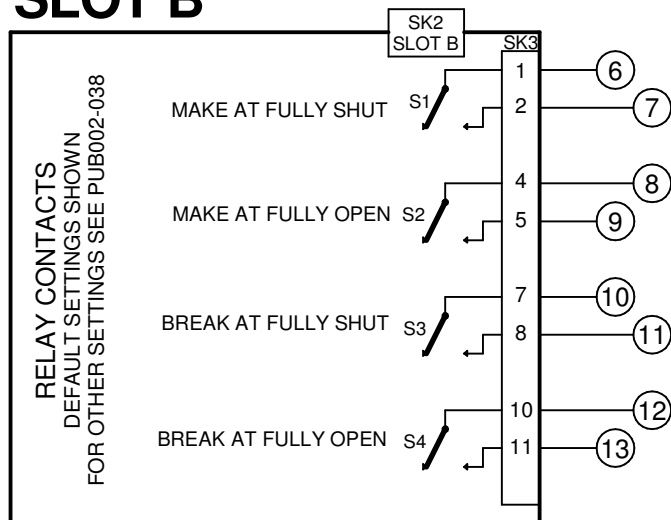 SLOT B
SK2
SLOT B
SK3
RELAY CONTACTS
DEFAULT SETTINGS SHOWN
FOR OTHER SETTINGS SEE PUB002-038
MAKE AT FULLY SHUT S1 1 6
2 7
MAKE AT FULLY OPEN S2 4 8
5 9
BREAK AT FULLY SHUT S3 7 10
8 11
BREAK AT FULLY OPEN S4 10 12
11 13